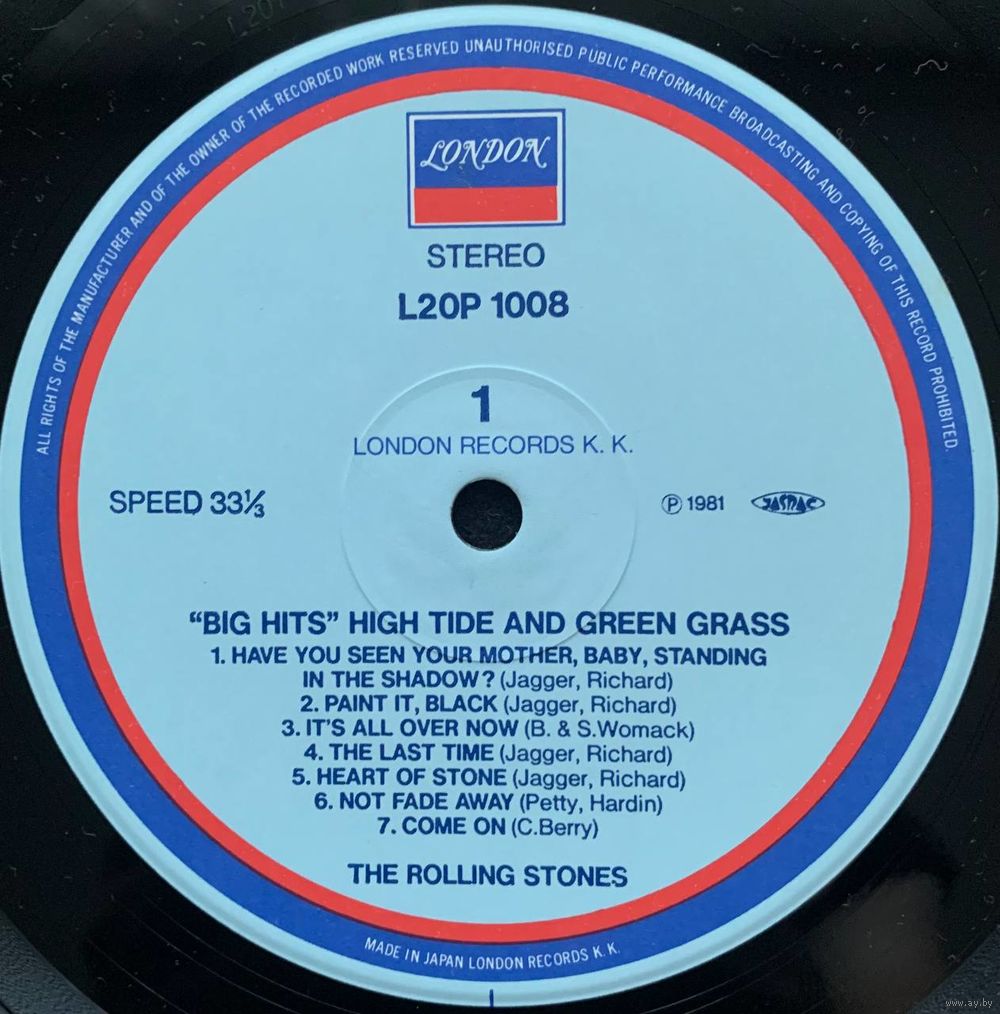 L201
ALL RIGHTS OF THE MANUFACTURER AND OF THE OWNER OF THE RECORDED WORK RESERVED UNAUTHORISED PUBLIC PERFORMANCE BROADCASTING AND COPYING OF THIS RECORD PROHIBITED.
LONDON
STEREO
L20P 1008
1
LONDON RECORDS K. K.
SPEED 33⅓
Ⓟ 1981 JASRAC
“BIG HITS” HIGH TIDE AND GREEN GRASS
1. HAVE YOU SEEN YOUR MOTHER, BABY, STANDING
IN THE SHADOW? (Jagger, Richard)
2. PAINT IT, BLACK (Jagger, Richard)
3. IT'S ALL OVER NOW (B. & S.Womack)
4. THE LAST TIME (Jagger, Richard)
5. HEART OF STONE (Jagger, Richard)
6. NOT FADE AWAY (Petty, Hardin)
7. COME ON (C.Berry)
THE ROLLING STONES
MADE IN JAPAN LONDON RECORDS K. K.
www.ay.by